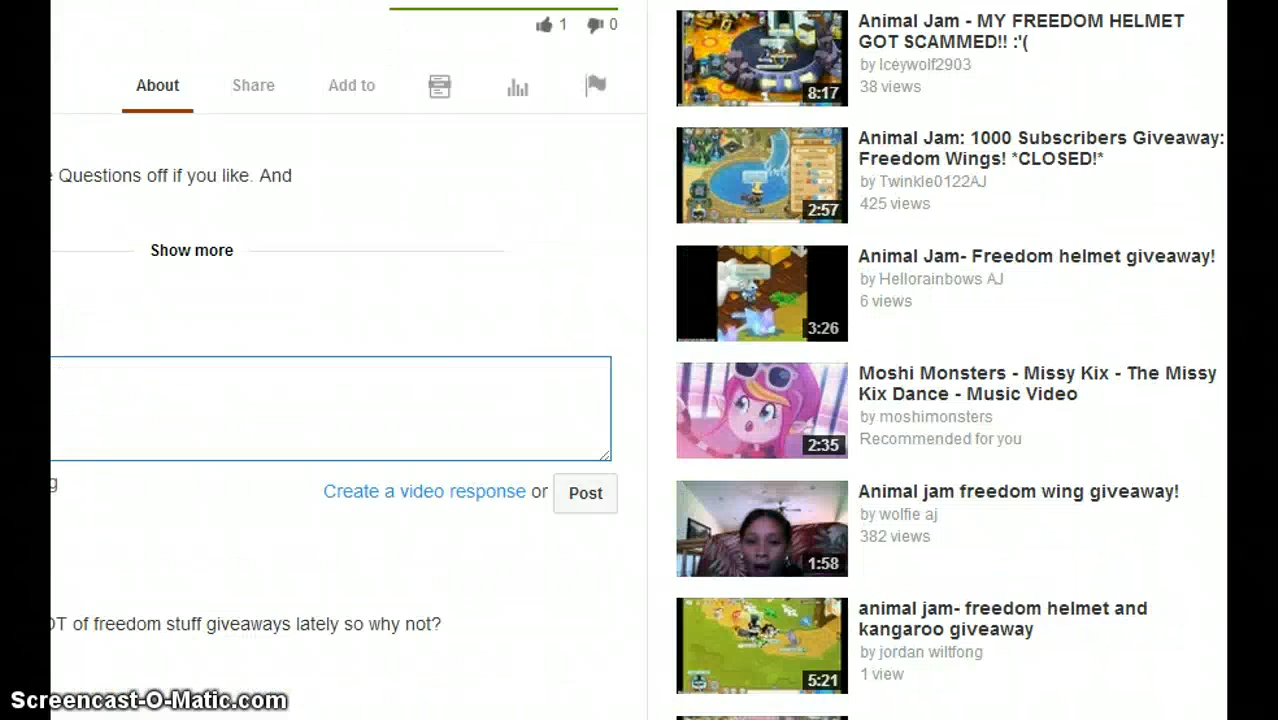 1 0
About Share Add to
Questions off if you like. And
Show more
Create a video response or Post
OT of freedom stuff giveaways lately so why not?
Animal Jam - MY FREEDOM HELMET
GOT SCAMMED!! :'(
by Iceywolf2903
38 views
8:17
Animal Jam: 1000 Subscribers Giveaway:
Freedom Wings! *CLOSED!*
by Twinkle0122AJ
425 views
2:57
Animal Jam- Freedom helmet giveaway!
by Hellorainbows AJ
6 views
3:26
Moshi Monsters - Missy Kix - The Missy
Kix Dance - Music Video
by moshimonsters
Recommended for you
2:35
Animal jam freedom wing giveaway!
by wolfie aj
382 views
1:58
animal jam- freedom helmet and
kangaroo giveaway
by jordan wiltfong
1 view
5:21
Screencast-O-Matic.com